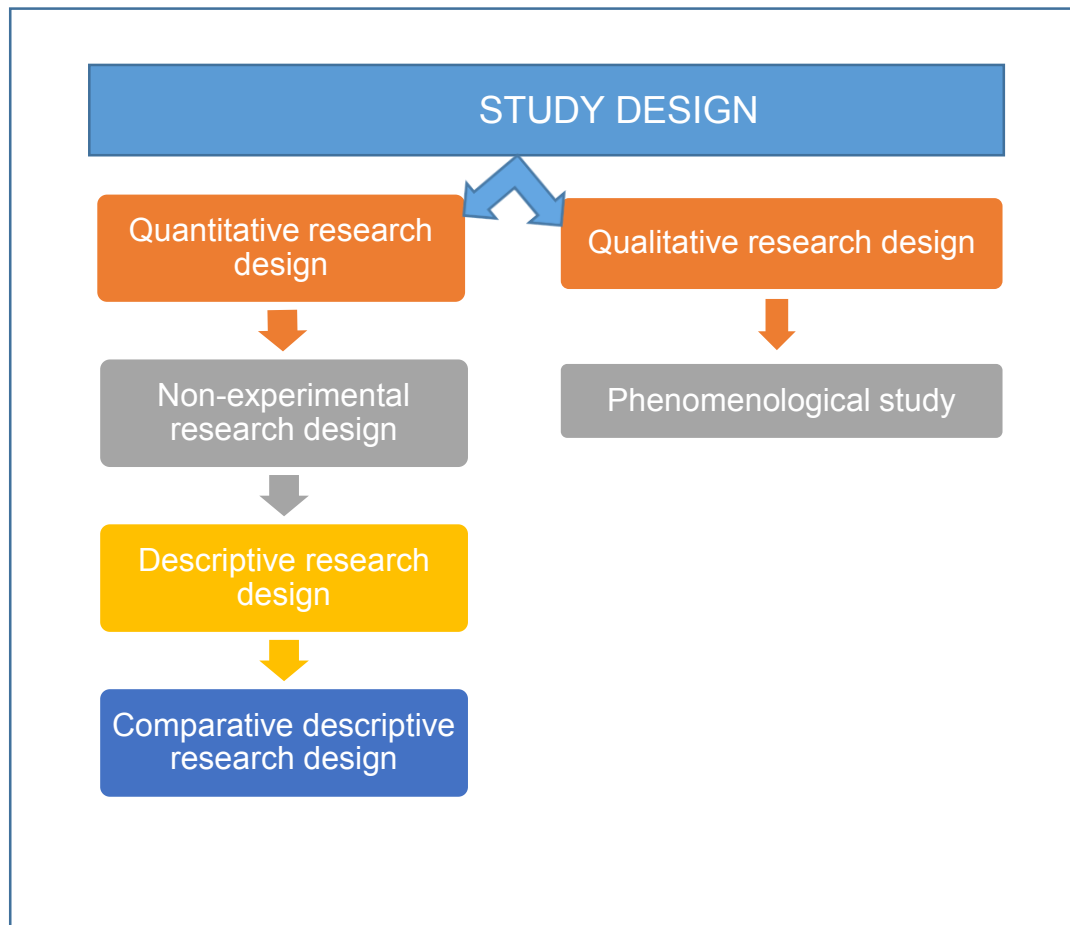 STUDY DESIGN
Quantitative research
design
Qualitative research design
Non-experimental
research design
Phenomenological study
Descriptive research
design
Comparative descriptive
research design